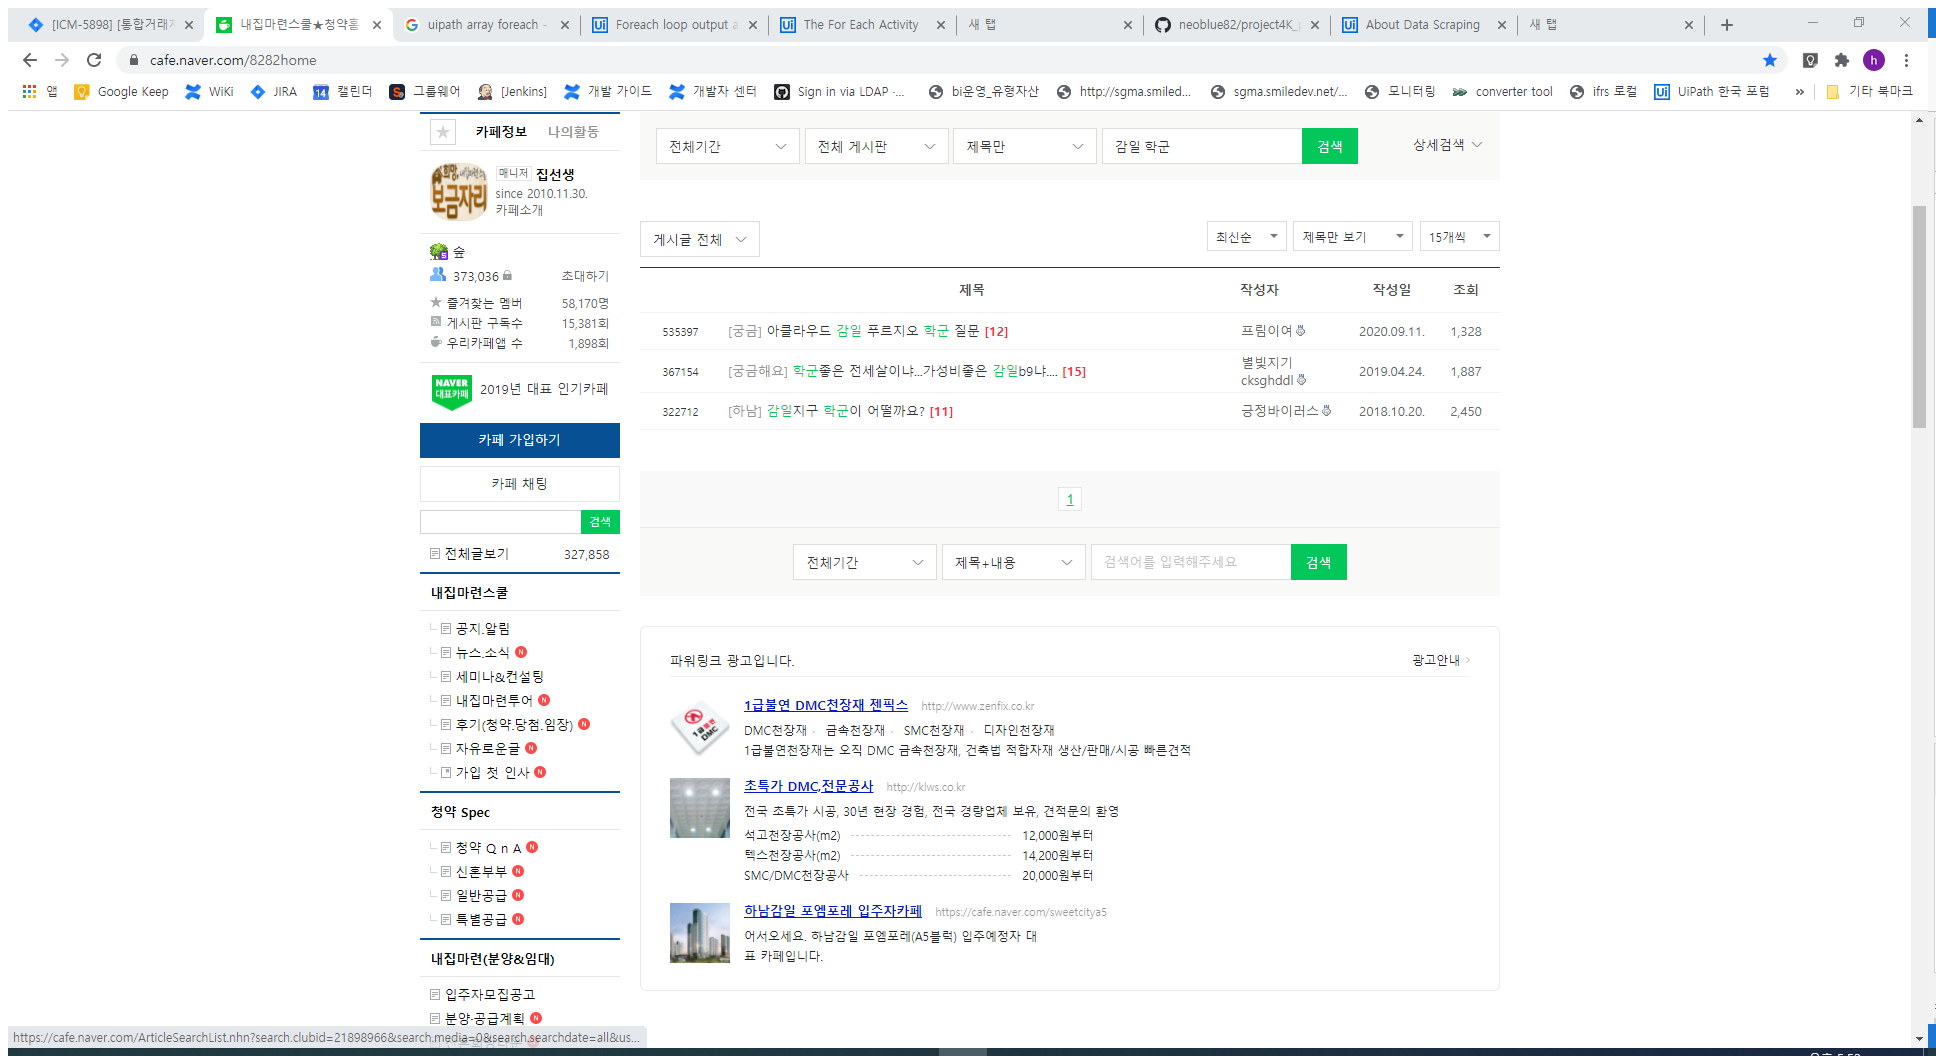 [ICM-5898] [통합거래
내집마련스쿨★청약홈
uipath array foreach -
Foreach loop output a
The For Each Activity
새 탭
neoblue82/project4K_
About Data Scraping
새 탭
cafe.naver.com/8282home
h
앱
Google Keep
WiKi
JIRA
14
캘린더
그룹웨어
[Jenkins]
개발 가이드
개발자 센터
Sign in via LDAP -...
bi운영_유형자산
http://sgma.smiled...
sgma.smiledev.net/...
모니터링
converter tool
ifrs 로컬
UiPath 한국 포럼
»
기타 북마크
카페정보
나의활동
보금자리
매니저 집선생
since 2010.11.30.
카페소개
숲
373,036
초대하기
즐겨찾는 멤버
58,170명
게시판 구독수
15,381회
우리카페앱 수
1,898회
NAVER
대표카페
2019년 대표 인기카페
카페 가입하기
카페 채팅
검색
전체글보기
327,858
내집마련스쿨
공지.알림
뉴스.소식 N
세미나&컨설팅
내집마련투어 N
후기(청약.당첨.임장) N
자유로운글 N
가입 첫 인사 N
청약 Spec
청약 Q n A N
신혼부부 N
일반공급 N
특별공급 N
내집마련(분양&임대)
입주자모집공고
분양·공급계획 N
전체기간
전체 게시판
제목만
감일 학군
검색
상세검색
게시글 전체
최신순
제목만 보기
15개씩
제목
작성자
작성일
조회
535397
[궁금] 아클라우드 감일 푸르지오 학군 질문 [12]
프림이여
2020.09.11.
1,328
367154
[궁금해요] 학군좋은 전세살이냐...가성비좋은 감일b9냐.... [15]
별빛지기
cksghddl
2019.04.24.
1,887
322712
[하남] 감일지구 학군이 어떨까요? [11]
긍정바이러스
2018.10.20.
2,450
1
전체기간
제목+내용
검색어를 입력해주세요
검색
파워링크 광고입니다.
광고안내
1급불연
DMC
1급불연 DMC천장재 젠픽스
http://www.zenfix.co.kr
DMC천장재 · 금속천장재 · SMC천장재 · 디자인천장재
1급불연천장재는 오직 DMC 금속천장재, 건축법 적합자재 생산/판매/시공 빠른견적
초특가 DMC,전문공사
http://klws.co.kr
전국 초특가 시공, 30년 현장 경험, 전국 경량업체 보유, 견적문의 환영
석고천장공사(m2)
12,000원부터
텍스천장공사(m2)
14,200원부터
SMC/DMC천장공사
20,000원부터
하남감일 포엠포레 입주자카페
https://cafe.naver.com/sweetcitya5
어서오세요. 하남감일 포엠포레(A5블럭) 입주예정자 대
표 카페입니다.
https://cafe.naver.com/ArticleSearchList.nhn?search.clubid=21898966&search.media=0&search.searchdate=all&us...